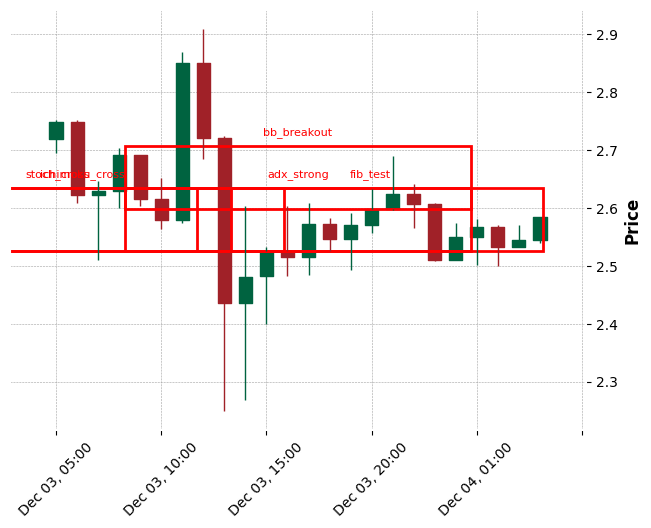 2.9
2.8
bb_breakout
2.7
adx_strong
fib_test
2.6
Price
2.5
2.4
2.3
Dec 03, 05:00
Dec 03, 10:00
Dec 03, 15:00
Dec 03, 20:00
Dec 04, 01:00